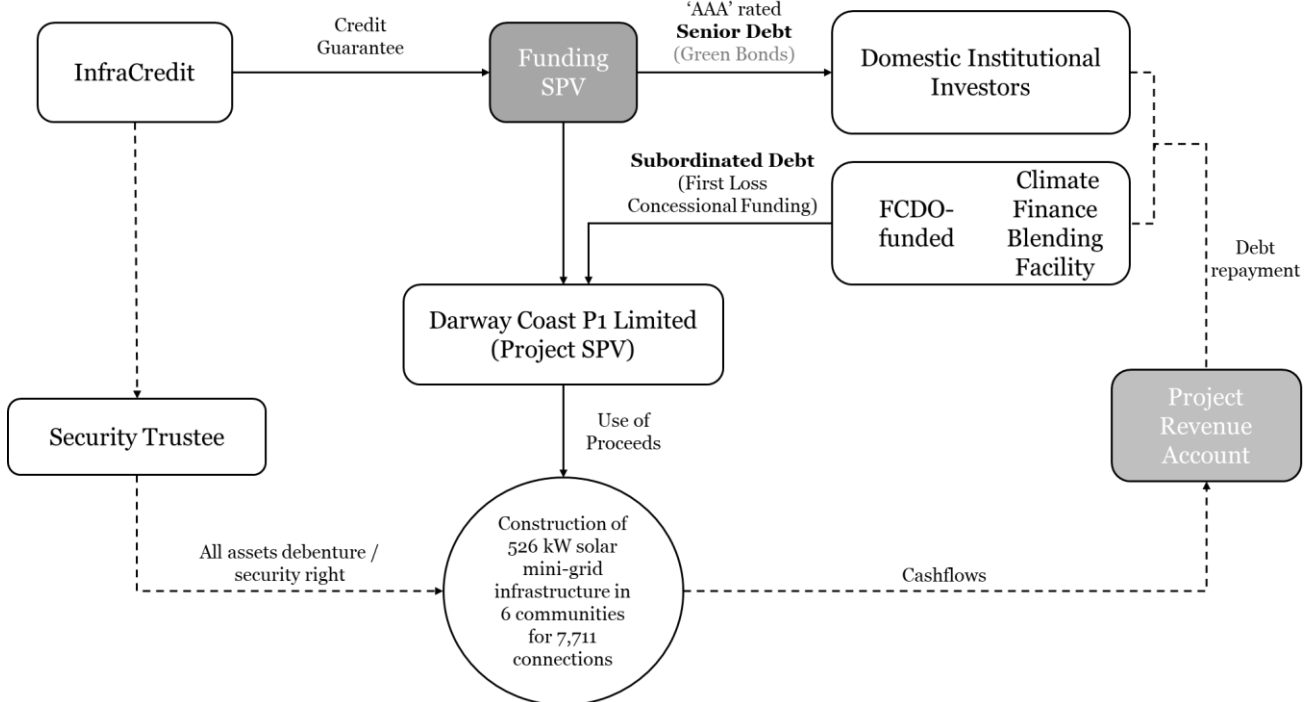 InfraCredit
Credit
Guarantee
Funding
SPV
‘AAA’ rated
Senior Debt
(Green Bonds)
Domestic Institutional
Investors
Subordinated Debt
(First Loss
Concessional Funding)
FCDO-
funded
Climate
Finance
Blending
Facility
Debt
repayment
Darway Coast P1 Limited
(Project SPV)
Security Trustee
Use of
Proceeds
Project
Revenue
Account
All assets debenture /
security right
Construction of
526 kW solar
mini-grid
infrastructure in
6 communities
for 7,711
connections
Cashflows